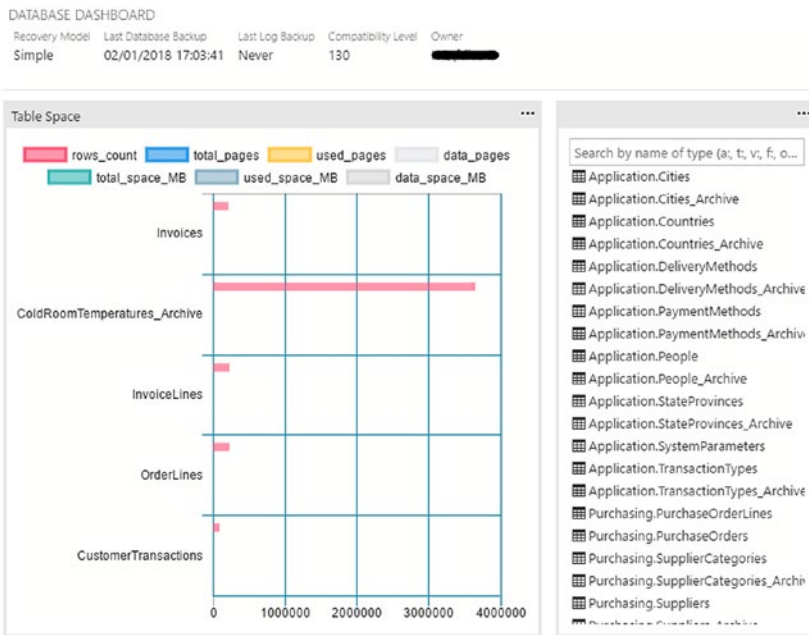 DATABASE DASHBOARD
Recovery Model Last Database Backup Last Log Backup Compatibility Level Owner
Simple 02/01/2018 17:03:41 Never 130
Table Space ...
rows_count total_pages used_pages data_pages
total_space_MB used_space_MB data_space_MB
Invoices
ColdRoomTemperatures_Archive
InvoiceLines
OrderLines
CustomerTransactions
0 1000000 2000000 3000000 4000000
...
Search by name of type (a:, t:, v:, f:, o...
Application.Cities
Application.Cities_Archive
Application.Countries
Application.Countries_Archive
Application.DeliveryMethods
Application.DeliveryMethods_Archive
Application.PaymentMethods
Application.PaymentMethods_Archiv
Application.People
Application.People_Archive
Application.StateProvinces
Application.StateProvinces_Archive
Application.SystemParameters
Application.TransactionTypes
Application.TransactionTypes_Archive
Purchasing.PurchaseOrderLines
Purchasing.PurchaseOrders
Purchasing.SupplierCategories
Purchasing.SupplierCategories_Archiv
Purchasing.Suppliers